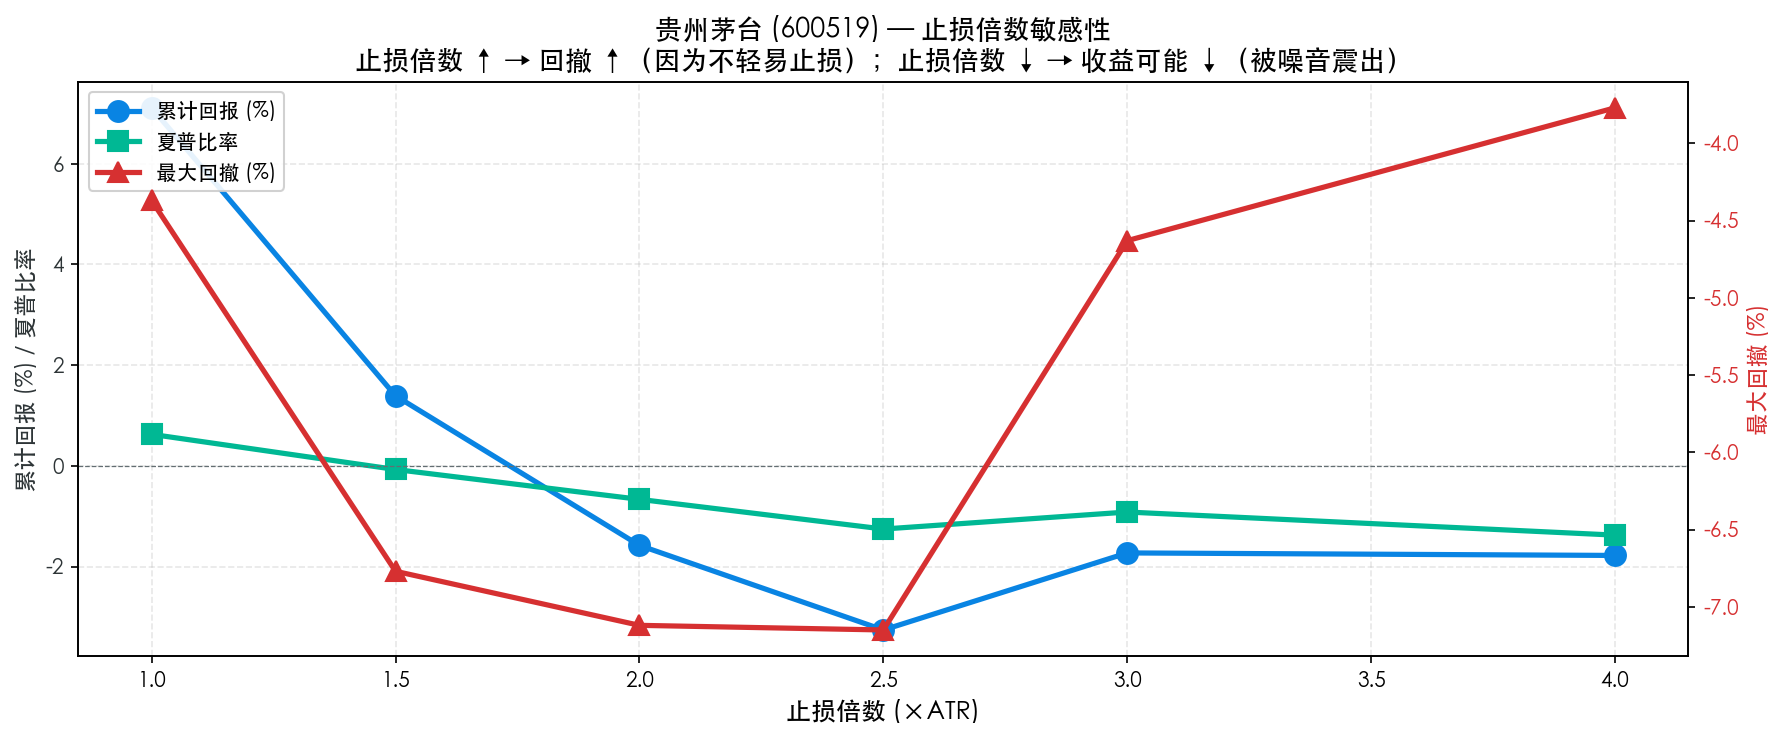 贵州茅台 (600519) — 止损倍数敏感性
止损倍数 ↑ → 回撤 ↑（因为不轻易止损）；止损倍数 ↓ → 收益可能 ↓（被噪音震出）
累计回报 (%)
夏普比率
最大回撤 (%)
累计回报 (%) / 夏普比率
6
4
2
0
-2
-4.0
-4.5
-5.0
-5.5
-6.0
-6.5
-7.0
最大回撤 (%)
1.0
1.5
2.0
2.5
3.0
3.5
4.0
止损倍数 (×ATR)